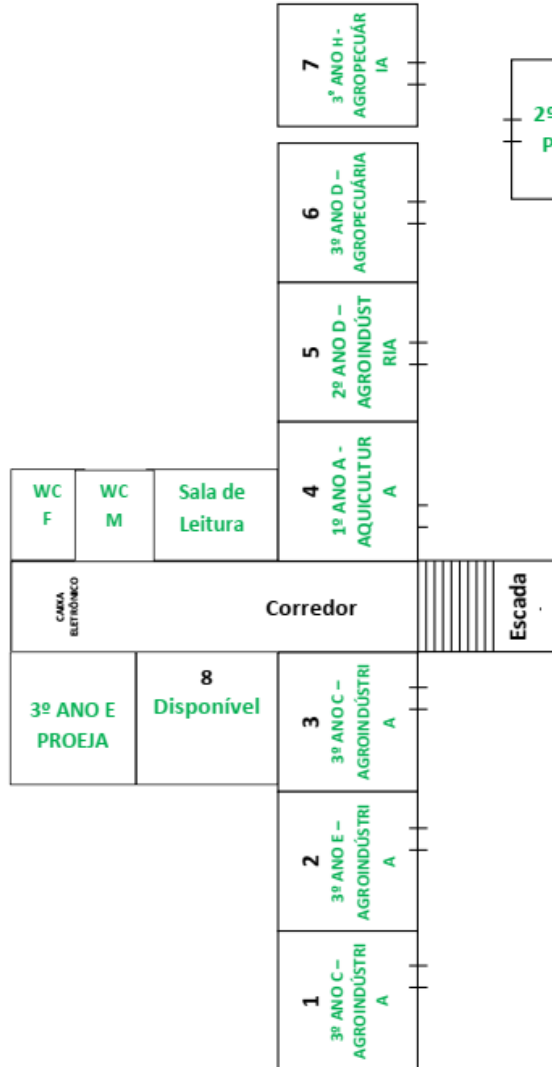 7
3º ANO H -
AGROPECUÁR
IA
2º
P
6
3º ANO D –
AGROPECUÁRIA
5
2º ANO D –
AGROINDÚST
RIA
4
1º ANO A -
AQUICULTUR
A
WC
F
WC
M
Sala de
Leitura
CAIXA
ELETRÔNICO
Corredor
Escada
3º ANO E
PROEJA
8
Disponível
3
3º ANO C –
AGROINDÚSTRI
A
2
3º ANO E –
AGROINDÚSTRI
A
1
3º ANO C –
AGROINDÚSTRI
A